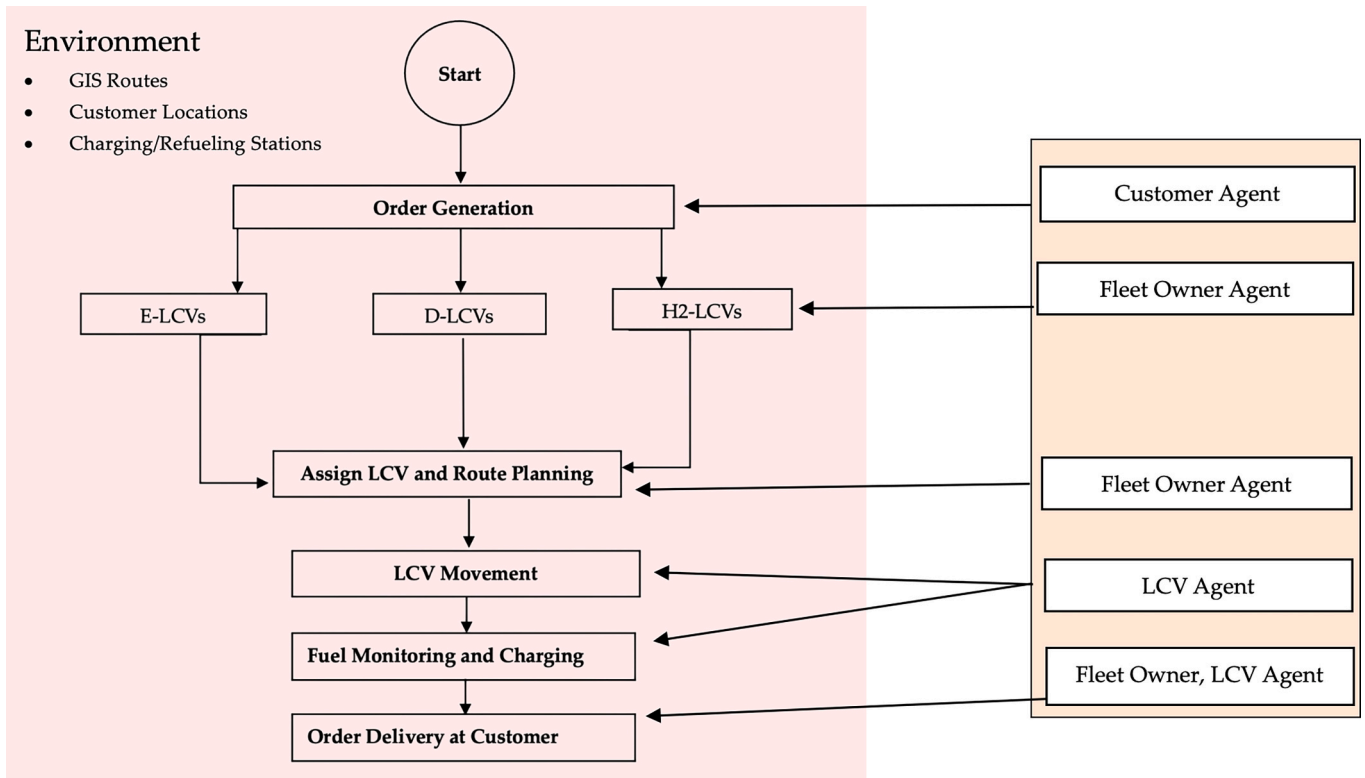 Environment
• GIS Routes
• Customer Locations
• Charging/Refueling Stations
Start
Order Generation
E-LCVs
D-LCVs
H2-LCVs
Assign LCV and Route Planning
LCV Movement
Fuel Monitoring and Charging
Order Delivery at Customer
Customer Agent
Fleet Owner Agent
Fleet Owner Agent
LCV Agent
Fleet Owner, LCV Agent